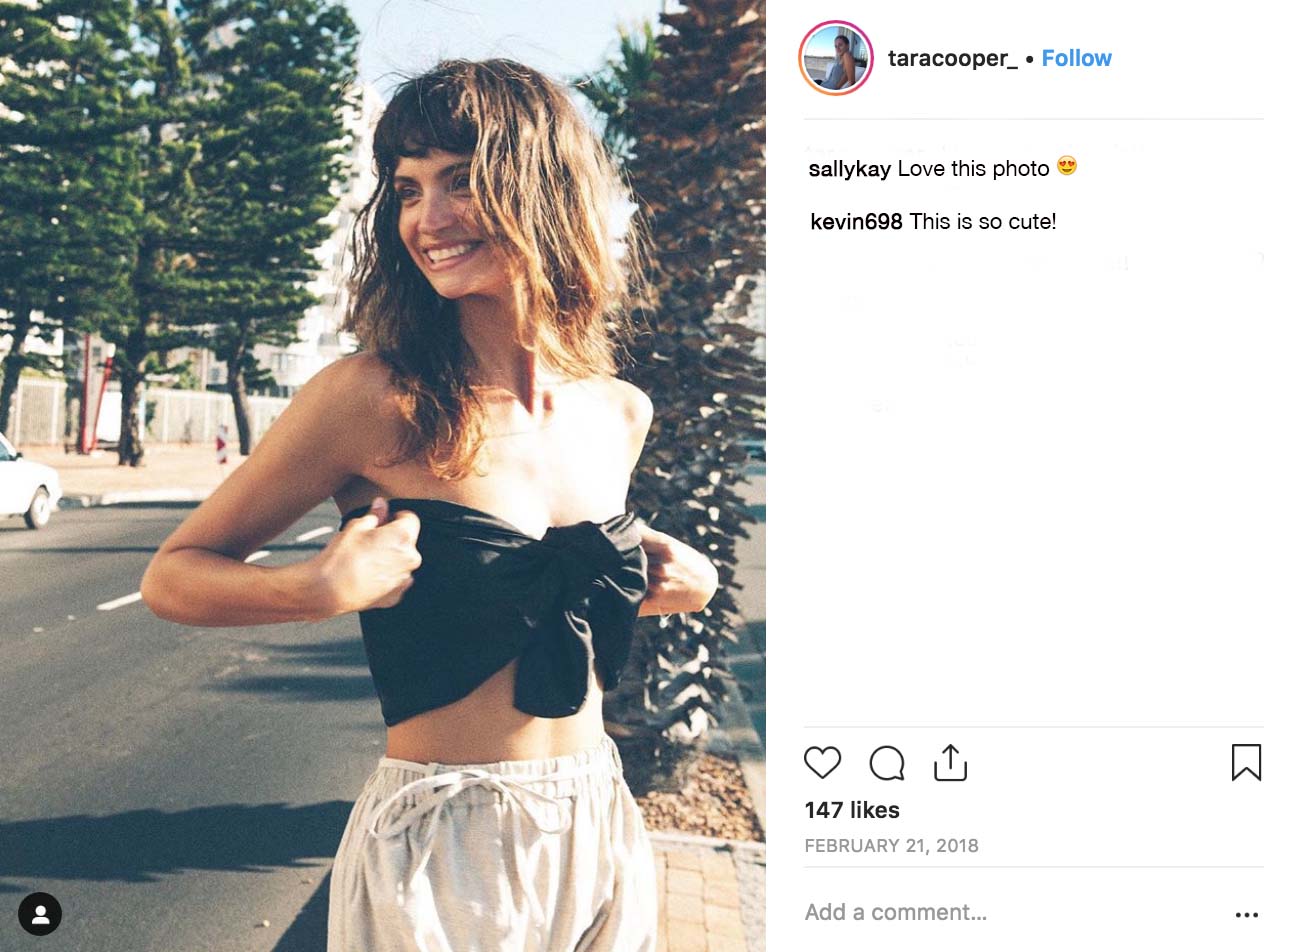 taracooper_ • Follow
sallykay Love this photo 😍
kevin698 This is so cute!
147 likes
FEBRUARY 21, 2018
Add a comment...